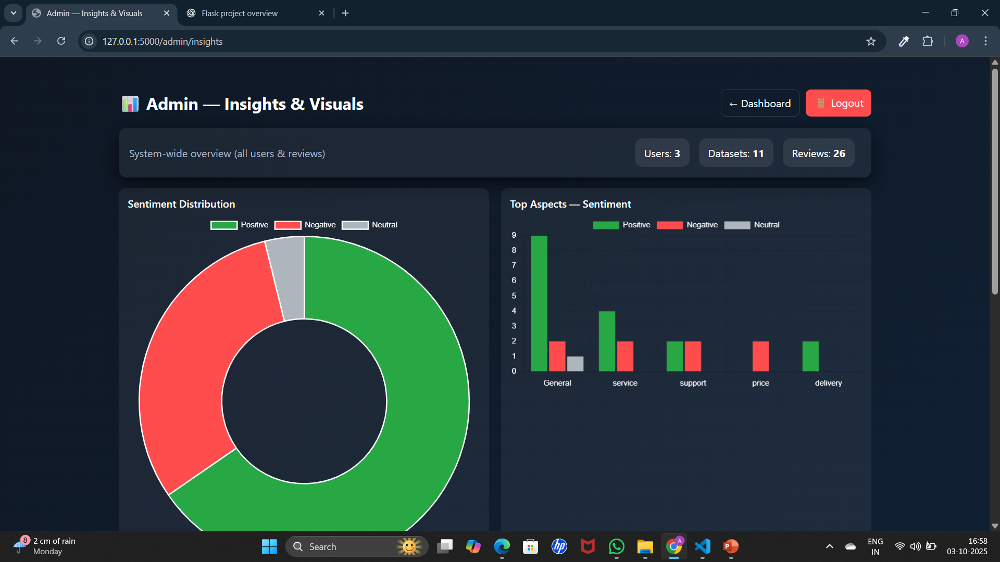 Admin — Insights & Visuals
Flask project overview
127.0.0.1:5000/admin/insights
A
Admin — Insights & Visuals
← Dashboard
Logout
System-wide overview (all users & reviews)
Users: 3
Datasets: 11
Reviews: 26
Sentiment Distribution
Positive
Negative
Neutral
Top Aspects — Sentiment
Positive
Negative
Neutral
9
8
7
6
5
4
3
2
1
0
General
service
support
price
delivery
8
2 cm of rain
Monday
Search
hp
A
P
ENG
IN
16:58
03-10-2025